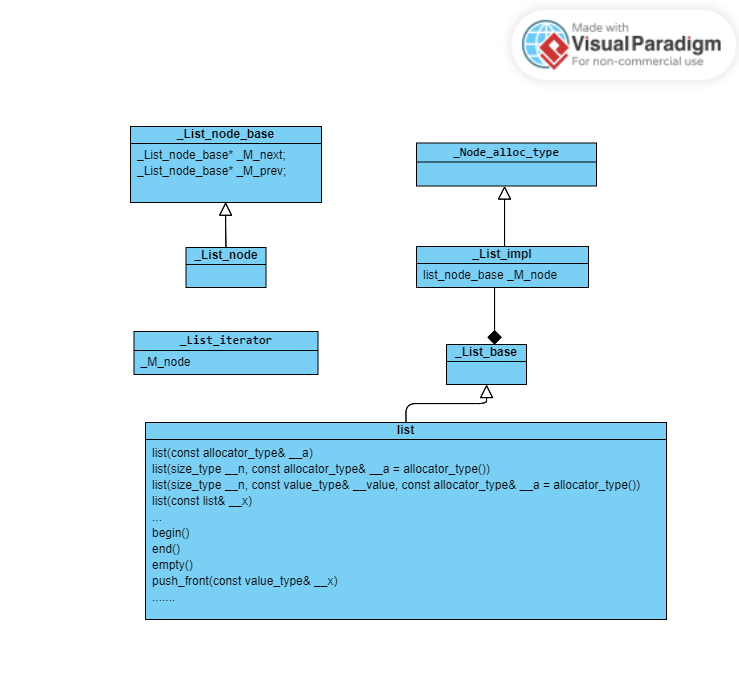 Made with
Visual Paradigm
For non-commercial use
_List_node_base
_List_node_base* _M_next;
_List_node_base* _M_prev;
_Node_alloc_type
_List_node
_List_impl
list_node_base _M_node
_List_iterator
_M_node
_List_base
list
list(const allocator_type& __a)
list(size_type __n, const allocator_type& __a = allocator_type())
list(size_type __n, const value_type& __value, const allocator_type& __a = allocator_type())
list(const list& __x)
...
begin()
end()
empty()
push_front(const value_type& __x)
.......